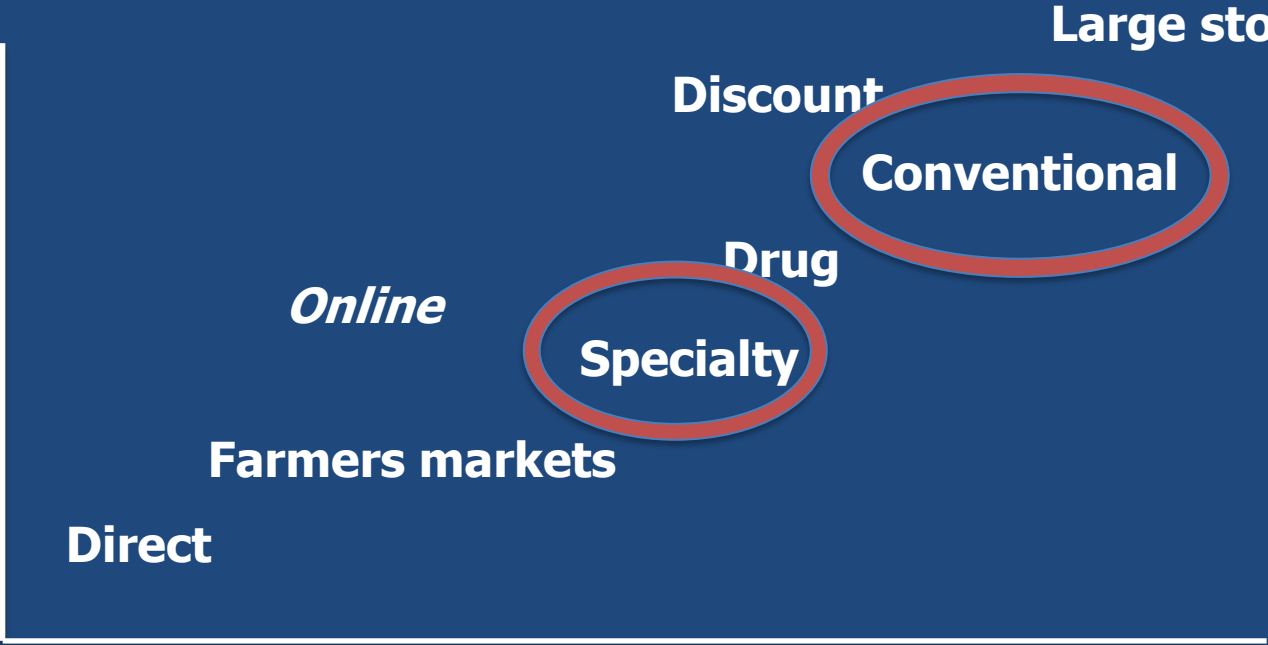 Large sto
Discount
Conventional
Drug
Online
Specialty
Farmers markets
Direct